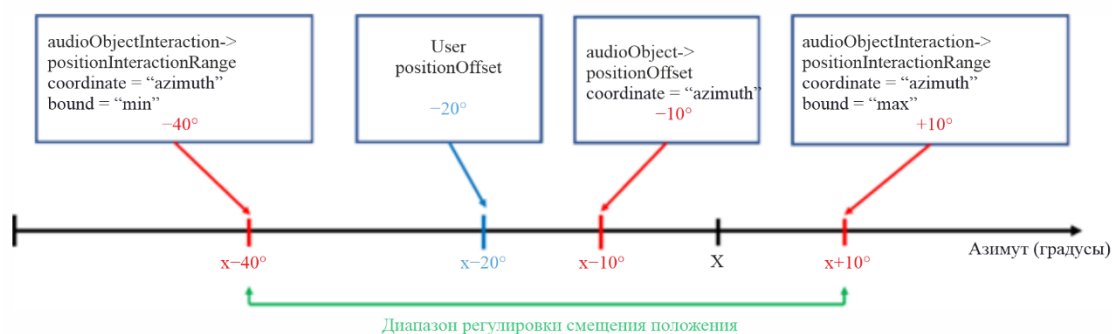 audioObjectInteraction->
positionInteractionRange
coordinate = “azimuth”
bound = “min”
−40°
User
positionOffset
−20°
audioObject->
positionOffset
coordinate = “azimuth”
−10°
audioObjectInteraction->
positionInteractionRange
coordinate = “azimuth”
bound = “max”
+10°
x−40°
x−20°
x−10°
X
x+10°
Азимут (градусы)
Диапазон регулировки смещения положения